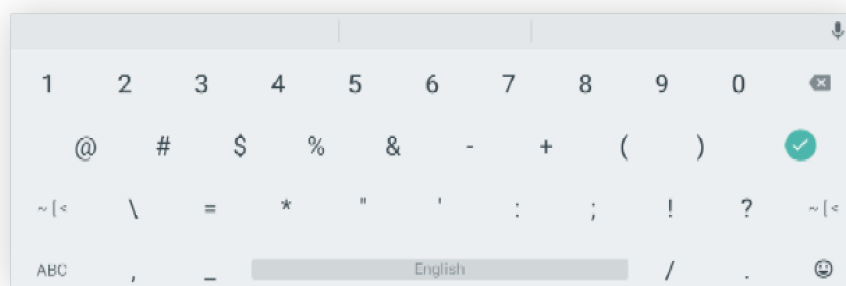 1 2 3 4 5 6 7 8 9 0
@ # $ % & - + ( )
~[< \ = * " ' : ; ! ? ~[<
ABC , _ English / .